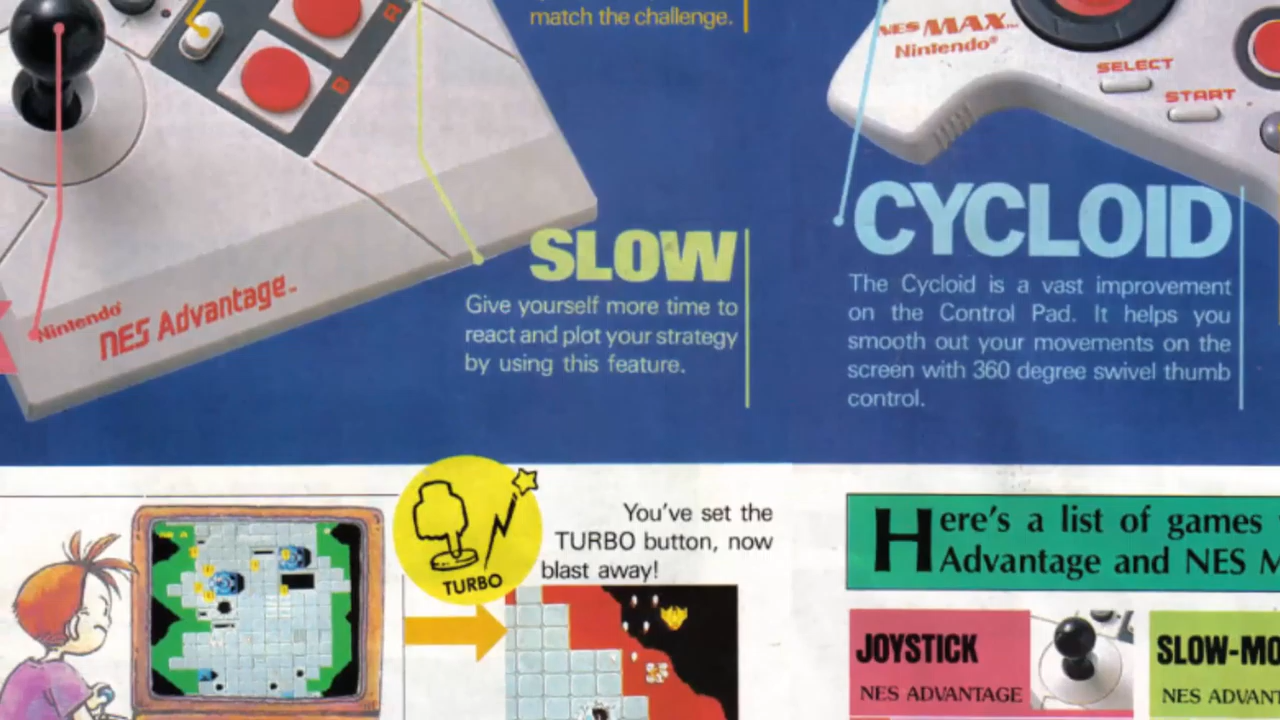 match the challenge.
A
B
NES MAX
Nintendo®
SELECT
START
Nintendo®
NES Advantage™
SLOW
Give yourself more time to
react and plot your strategy
by using this feature.
CYCLOID
The Cycloid is a vast improvement
on the Control Pad. It helps you
smooth out your movements on the
screen with 360 degree swivel thumb
control.
TURBO
You've set the
TURBO button, now
blast away!
Here's a list of games
Advantage and NES M
JOYSTICK
NES ADVANTAGE
SLOW-MO
NES ADVANT